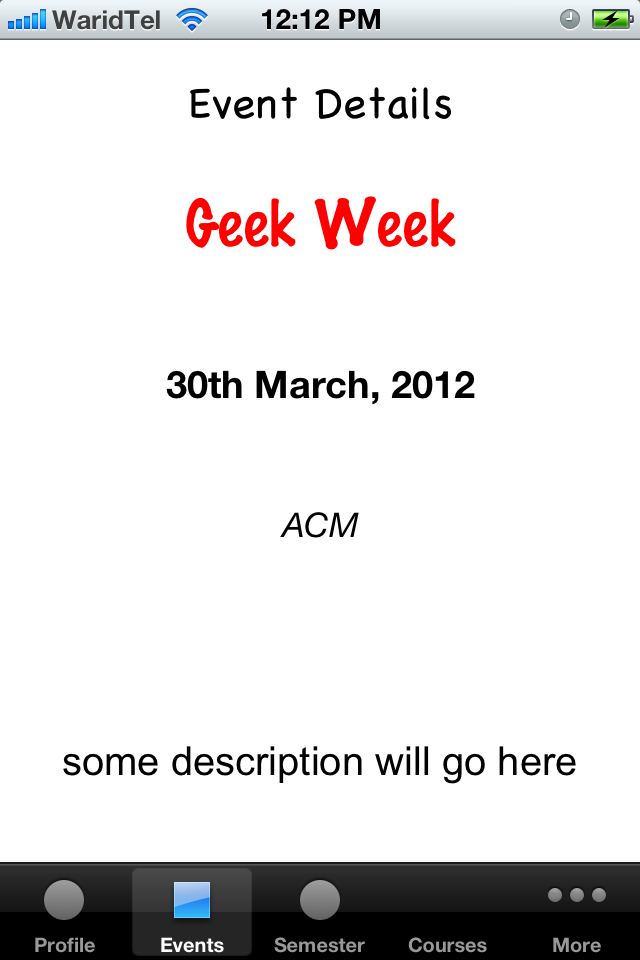 WaridTel 12:12 PM
Event Details
Geek Week
30th March, 2012
ACM
some description will go here
Profile Events Semester Courses More